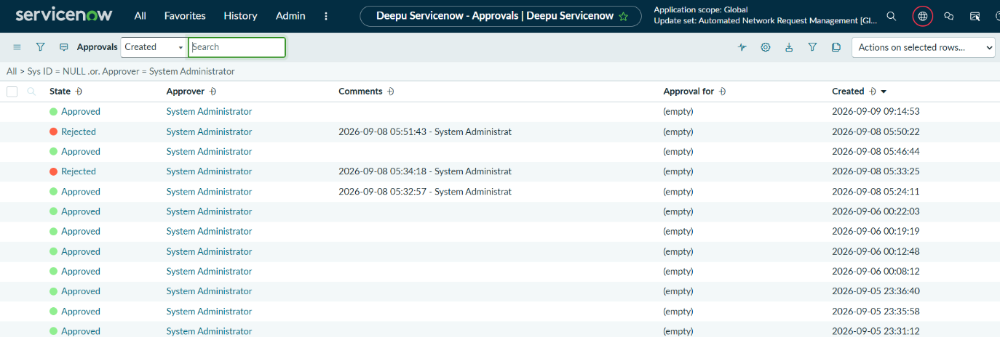 servicenow All Favorites History Admin Deepu Servicenow - Approvals | Deepu Servicenow Application scope: Global
Update set: Automated Network Request Management [Gl...
Approvals Created Search Actions on selected rows...
All > Sys ID = NULL .or. Approver = System Administrator
State Approver Comments Approval for Created
Approved System Administrator (empty) 2026-09-09 09:14:53
Rejected System Administrator 2026-09-08 05:51:43 - System Administrat (empty) 2026-09-08 05:50:22
Approved System Administrator (empty) 2026-09-08 05:46:44
Rejected System Administrator 2026-09-08 05:34:18 - System Administrat (empty) 2026-09-08 05:33:25
Approved System Administrator 2026-09-08 05:32:57 - System Administrat (empty) 2026-09-08 05:24:11
Approved System Administrator (empty) 2026-09-06 00:22:03
Approved System Administrator (empty) 2026-09-06 00:19:19
Approved System Administrator (empty) 2026-09-06 00:12:48
Approved System Administrator (empty) 2026-09-06 00:08:12
Approved System Administrator (empty) 2026-09-05 23:36:40
Approved System Administrator (empty) 2026-09-05 23:35:58
Approved System Administrator (empty) 2026-09-05 23:31:12